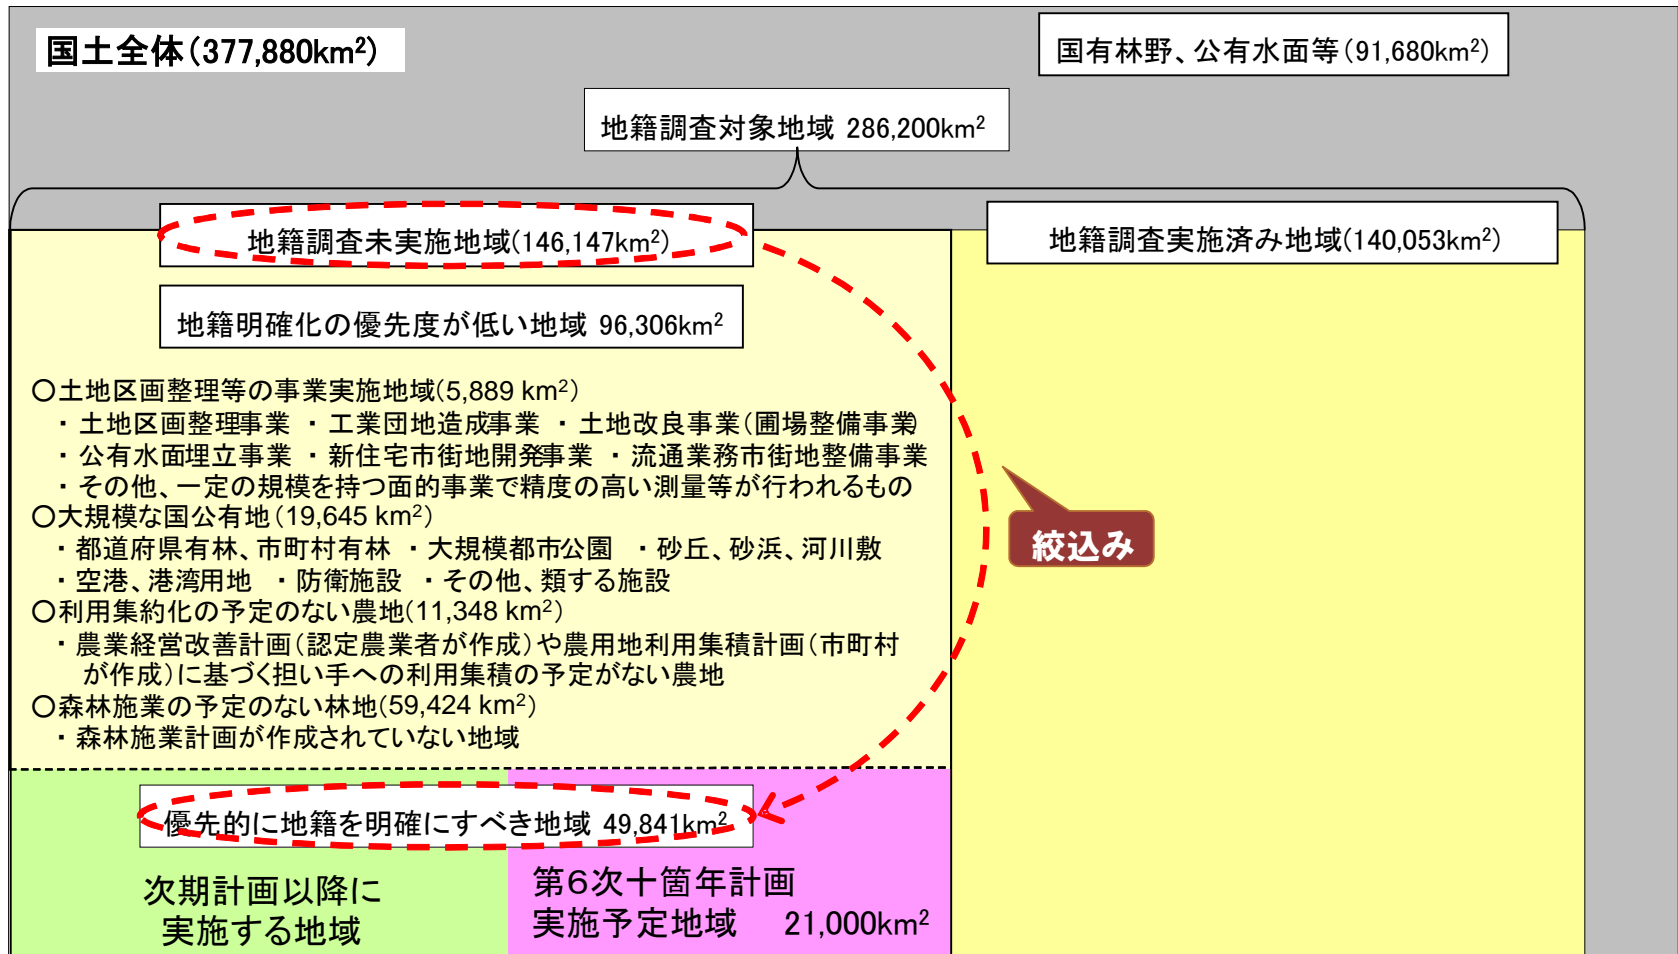 国土全体(377,880km²)
国有林野、公有水面等(91,680km²)
地籍調査対象地域 286,200km²
地籍調査未実施地域(146,147km²)
地籍調査実施済み地域(140,053km²)
地籍明確化の優先度が低い地域 96,306km²
○土地区画整理等の事業実施地域(5,889 km²)
・土地区画整理事業 ・工業団地造成事業 ・土地改良事業(圃場整備事業)
・公有水面埋立事業 ・新住宅市街地開発事業 ・流通業務市街地整備事業
・その他、一定の規模を持つ面的事業で精度の高い測量等が行われるもの
○大規模な国公有地(19,645 km²)
・都道府県有林、市町村有林 ・大規模都市公園 ・砂丘、砂浜、河川敷
・空港、港湾用地 ・防衛施設 ・その他、類する施設
○利用集約化の予定のない農地(11,348 km²)
・農業経営改善計画(認定農業者が作成)や農用地利用集積計画(市町村
が作成)に基づく担い手への利用集積の予定がない農地
○森林施業の予定のない林地(59,424 km²)
・森林施業計画が作成されていない地域
絞込み
優先的に地籍を明確にすべき地域 49,841km²
次期計画以降に
実施する地域
第6次十箇年計画
実施予定地域 21,000km²